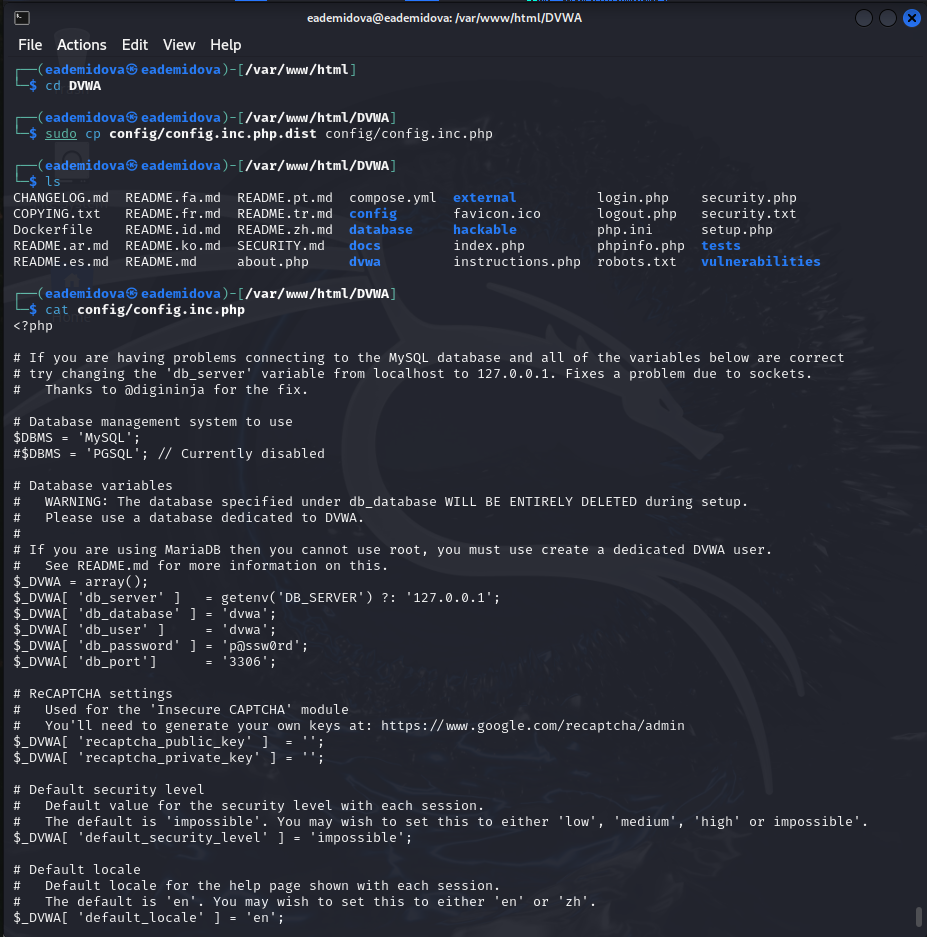 eademidova@eademidova: /var/www/html/DVWA
File Actions Edit View Help
┌──(eademidova㉿eademidova)-[/var/www/html]
└─$ cd DVWA
┌──(eademidova㉿eademidova)-[/var/www/html/DVWA]
└─$ sudo cp config/config.inc.php.dist config/config.inc.php
┌──(eademidova㉿eademidova)-[/var/www/html/DVWA]
└─$ ls
CHANGELOG.md README.fa.md README.pt.md compose.yml external login.php security.php
COPYING.txt README.fr.md README.tr.md config favicon.ico logout.php security.txt
Dockerfile README.id.md README.zh.md database hackable php.ini setup.php
README.ar.md README.ko.md SECURITY.md docs index.php phpinfo.php tests
README.es.md README.md about.php dvwa instructions.php robots.txt vulnerabilities
┌──(eademidova㉿eademidova)-[/var/www/html/DVWA]
└─$ cat config/config.inc.php
<?php
# If you are having problems connecting to the MySQL database and all of the variables below are correct
# try changing the 'db_server' variable from localhost to 127.0.0.1. Fixes a problem due to sockets.
#   Thanks to @digininja for the fix.
# Database management system to use
$DBMS = 'MySQL';
#$DBMS = 'PGSQL'; // Currently disabled
# Database variables
#   WARNING: The database specified under db_database WILL BE ENTIRELY DELETED during setup.
#   Please use a database dedicated to DVWA.
#
# If you are using MariaDB then you cannot use root, you must use create a dedicated DVWA user.
#   See README.md for more information on this.
$_DVWA = array();
$_DVWA[ 'db_server' ]   = getenv('DB_SERVER') ?: '127.0.0.1';
$_DVWA[ 'db_database' ] = 'dvwa';
$_DVWA[ 'db_user' ]     = 'dvwa';
$_DVWA[ 'db_password' ] = 'p@ssw0rd';
$_DVWA[ 'db_port']      = '3306';
# ReCAPTCHA settings
#   Used for the 'Insecure CAPTCHA' module
#   You'll need to generate your own keys at: https://www.google.com/recaptcha/admin
$_DVWA[ 'recaptcha_public_key' ]  = '';
$_DVWA[ 'recaptcha_private_key' ] = '';
# Default security level
#   Default value for the security level with each session.
#   The default is 'impossible'. You may wish to set this to either 'low', 'medium', 'high' or impossible'.
$_DVWA[ 'default_security_level' ] = 'impossible';
# Default locale
#   Default locale for the help page shown with each session.
#   The default is 'en'. You may wish to set this to either 'en' or 'zh'.
$_DVWA[ 'default_locale' ] = 'en';